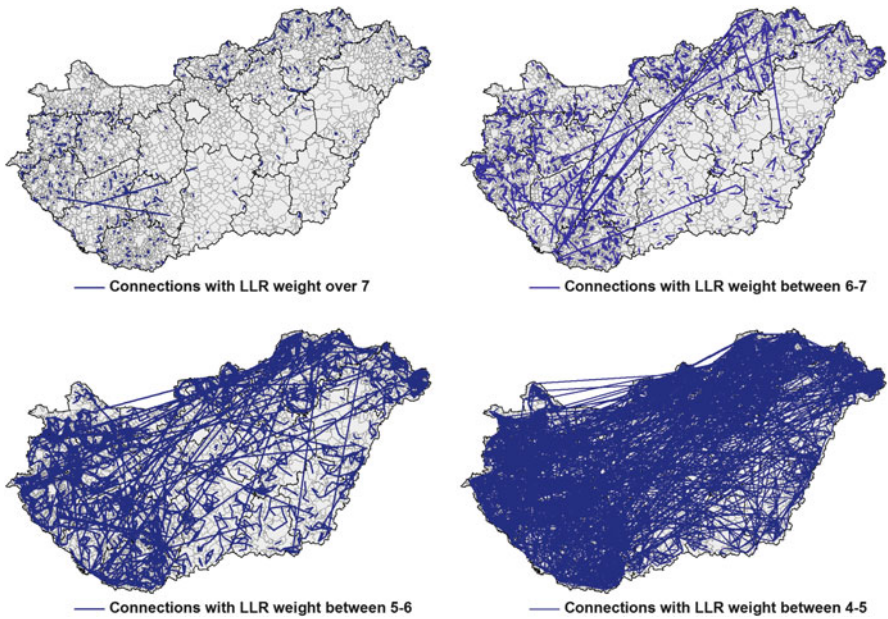 Connections with LLR weight over 7
Connections with LLR weight between 6-7
Connections with LLR weight between 5-6
Connections with LLR weight between 4-5